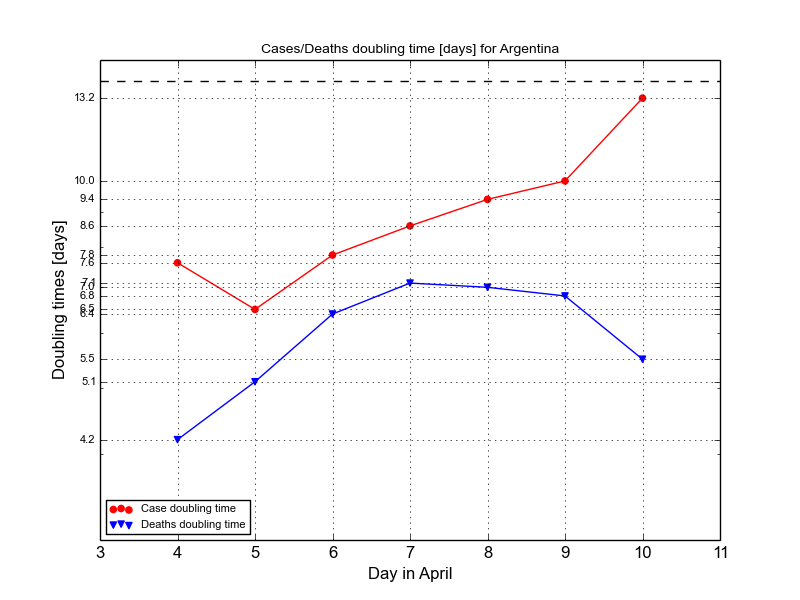 Cases/Deaths doubling time [days] for Argentina
Doubling times [days]
13.2
10.0
9.4
8.6
7.8
7.6
7.1
7.0
6.8
6.5
6.4
5.5
5.1
4.2
Case doubling time
Deaths doubling time
3 4 5 6 7 8 9 10 11
Day in April